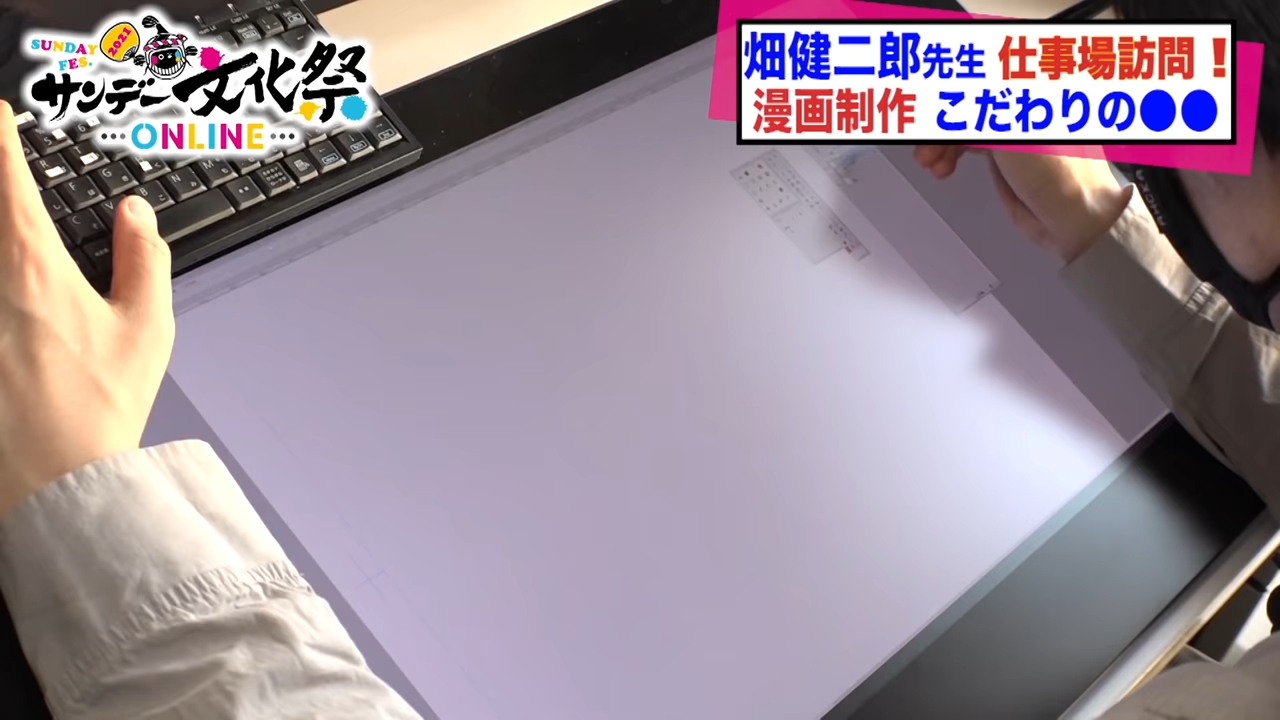 SUNDAY
FES.
2021
サンデー文化祭
ONLINE
畑健二郎先生 仕事場訪問！
漫画制作 こだわりの●●